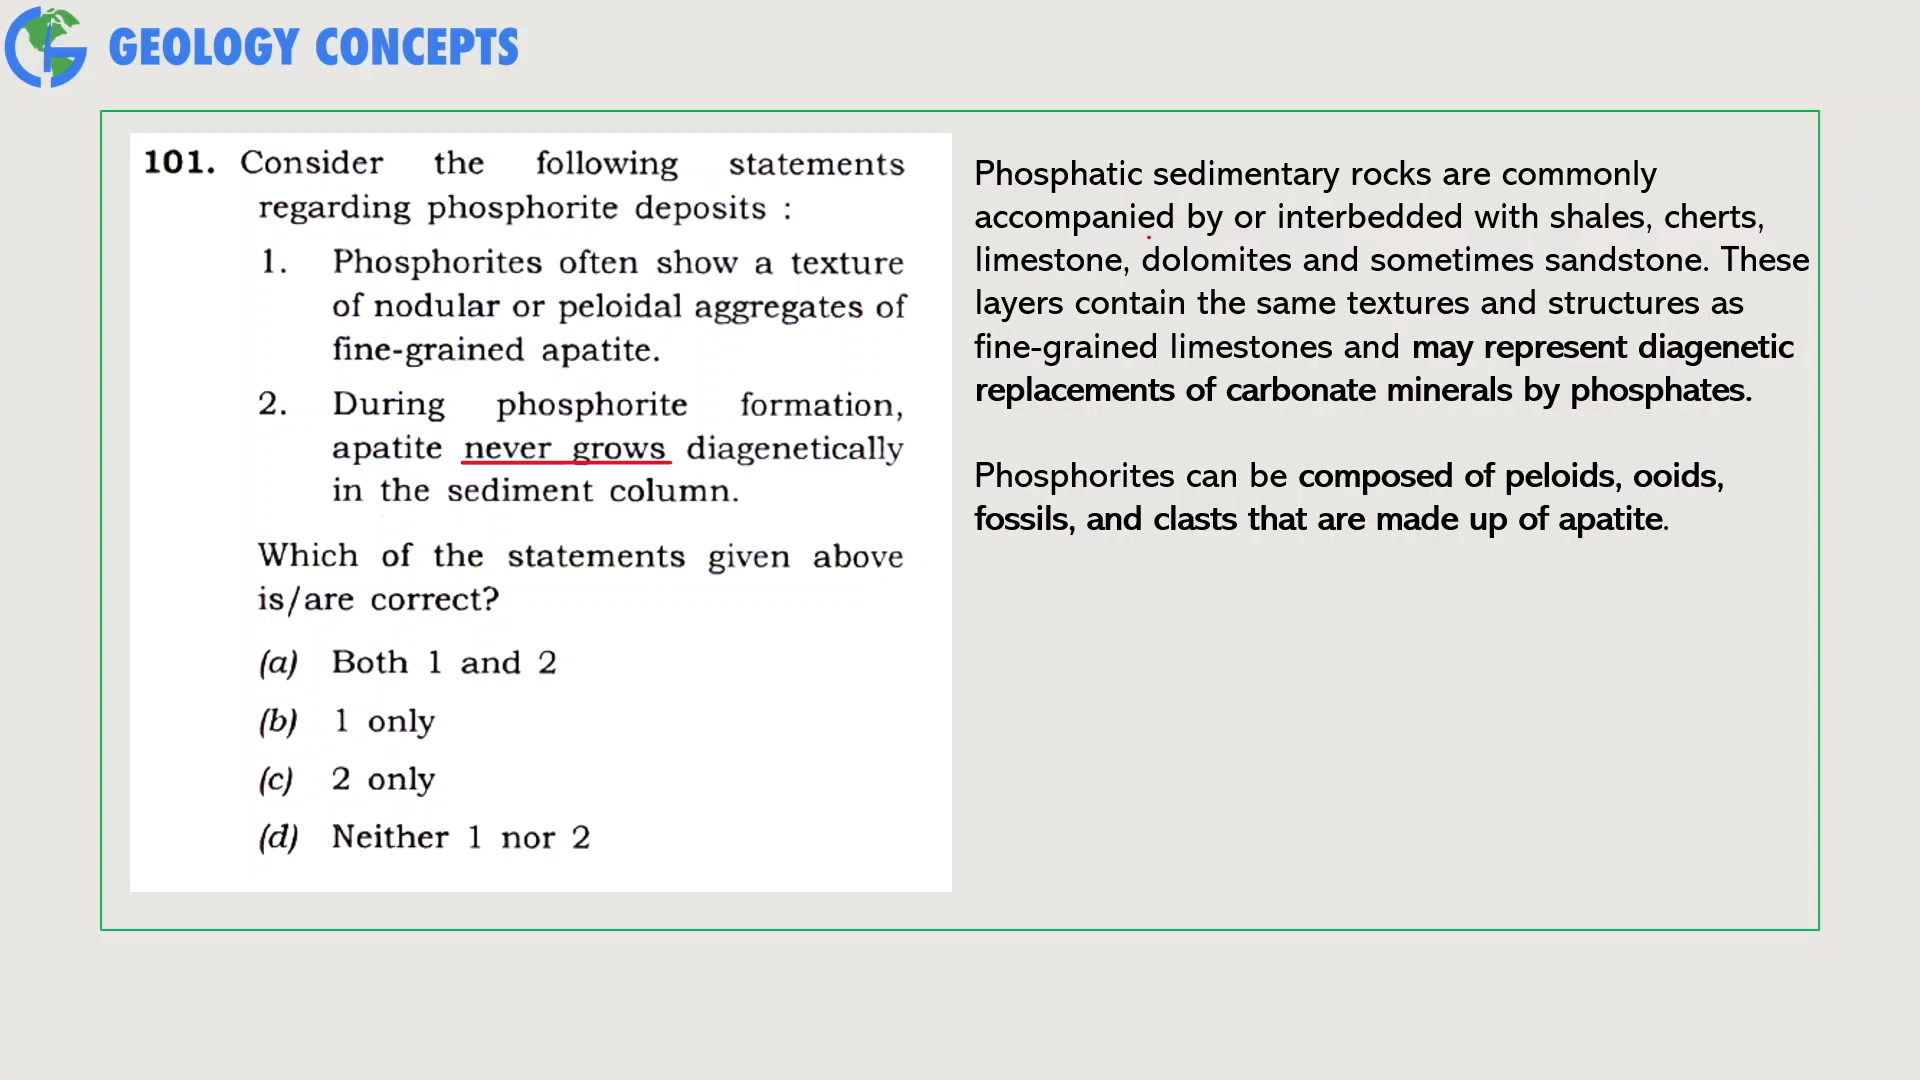 GEOLOGY CONCEPTS
101. Consider the following statements
regarding phosphorite deposits :
1. Phosphorites often show a texture
of nodular or peloidal aggregates of
fine-grained apatite.
2. During phosphorite formation,
apatite never grows diagenetically
in the sediment column.
Which of the statements given above
is/are correct?
(a) Both 1 and 2
(b) 1 only
(c) 2 only
(d) Neither 1 nor 2
Phosphatic sedimentary rocks are commonly
accompanied by or interbedded with shales, cherts,
limestone, dolomites and sometimes sandstone. These
layers contain the same textures and structures as
fine-grained limestones and may represent diagenetic
replacements of carbonate minerals by phosphates.
Phosphorites can be composed of peloids, ooids,
fossils, and clasts that are made up of apatite.